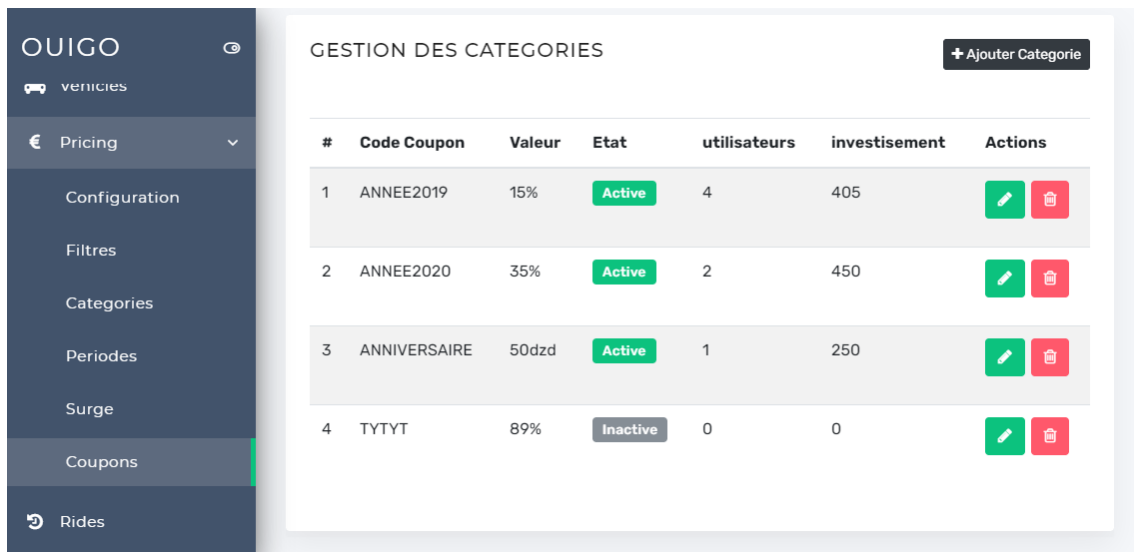 OUIGO
Vehicles
€ Pricing
Configuration
Filtres
Categories
Periodes
Surge
Coupons
Rides
GESTION DES CATEGORIES
+ Ajouter Categorie
# Code Coupon Valeur Etat utilisateurs investisement Actions
1 ANNEE2019 15% Active 4 405
2 ANNEE2020 35% Active 2 450
3 ANNIVERSAIRE 50dzd Active 1 250
4 TYTYT 89% Inactive 0 0